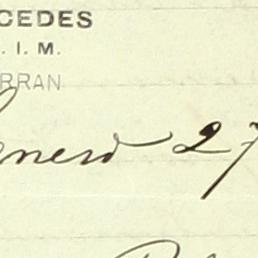 CEDES
. I. M.
RRAN
Enero 27